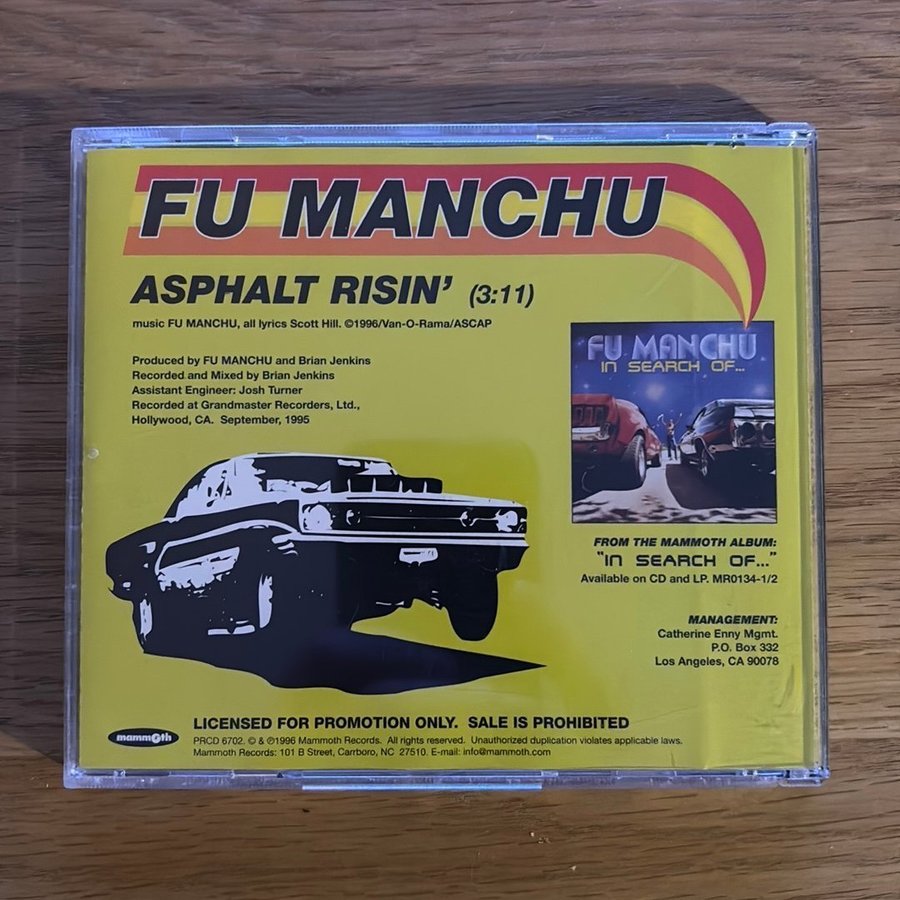 FU MANCHU
ASPHALT RISIN' (3:11)
music FU MANCHU, all lyrics Scott Hill. ©1996/Van-O-Rama/ASCAP
Produced by FU MANCHU and Brian Jenkins
Recorded and Mixed by Brian Jenkins
Assistant Engineer: Josh Turner
Recorded at Grandmaster Recorders, Ltd.,
Hollywood, CA. September, 1995
FU MANCHU
IN SEARCH OF...
FROM THE MAMMOTH ALBUM:
"IN SEARCH OF..."
Available on CD and LP. MR0134-1/2
MANAGEMENT:
Catherine Enny Mgmt.
P.O. Box 332
Los Angeles, CA 90078
LICENSED FOR PROMOTION ONLY. SALE IS PROHIBITED
mammoth
PRCD 6702. © & ℗1996 Mammoth Records. All rights reserved. Unauthorized duplication violates applicable laws.
Mammoth Records: 101 B Street, Carrboro, NC 27510. E-mail: info@mammoth.com